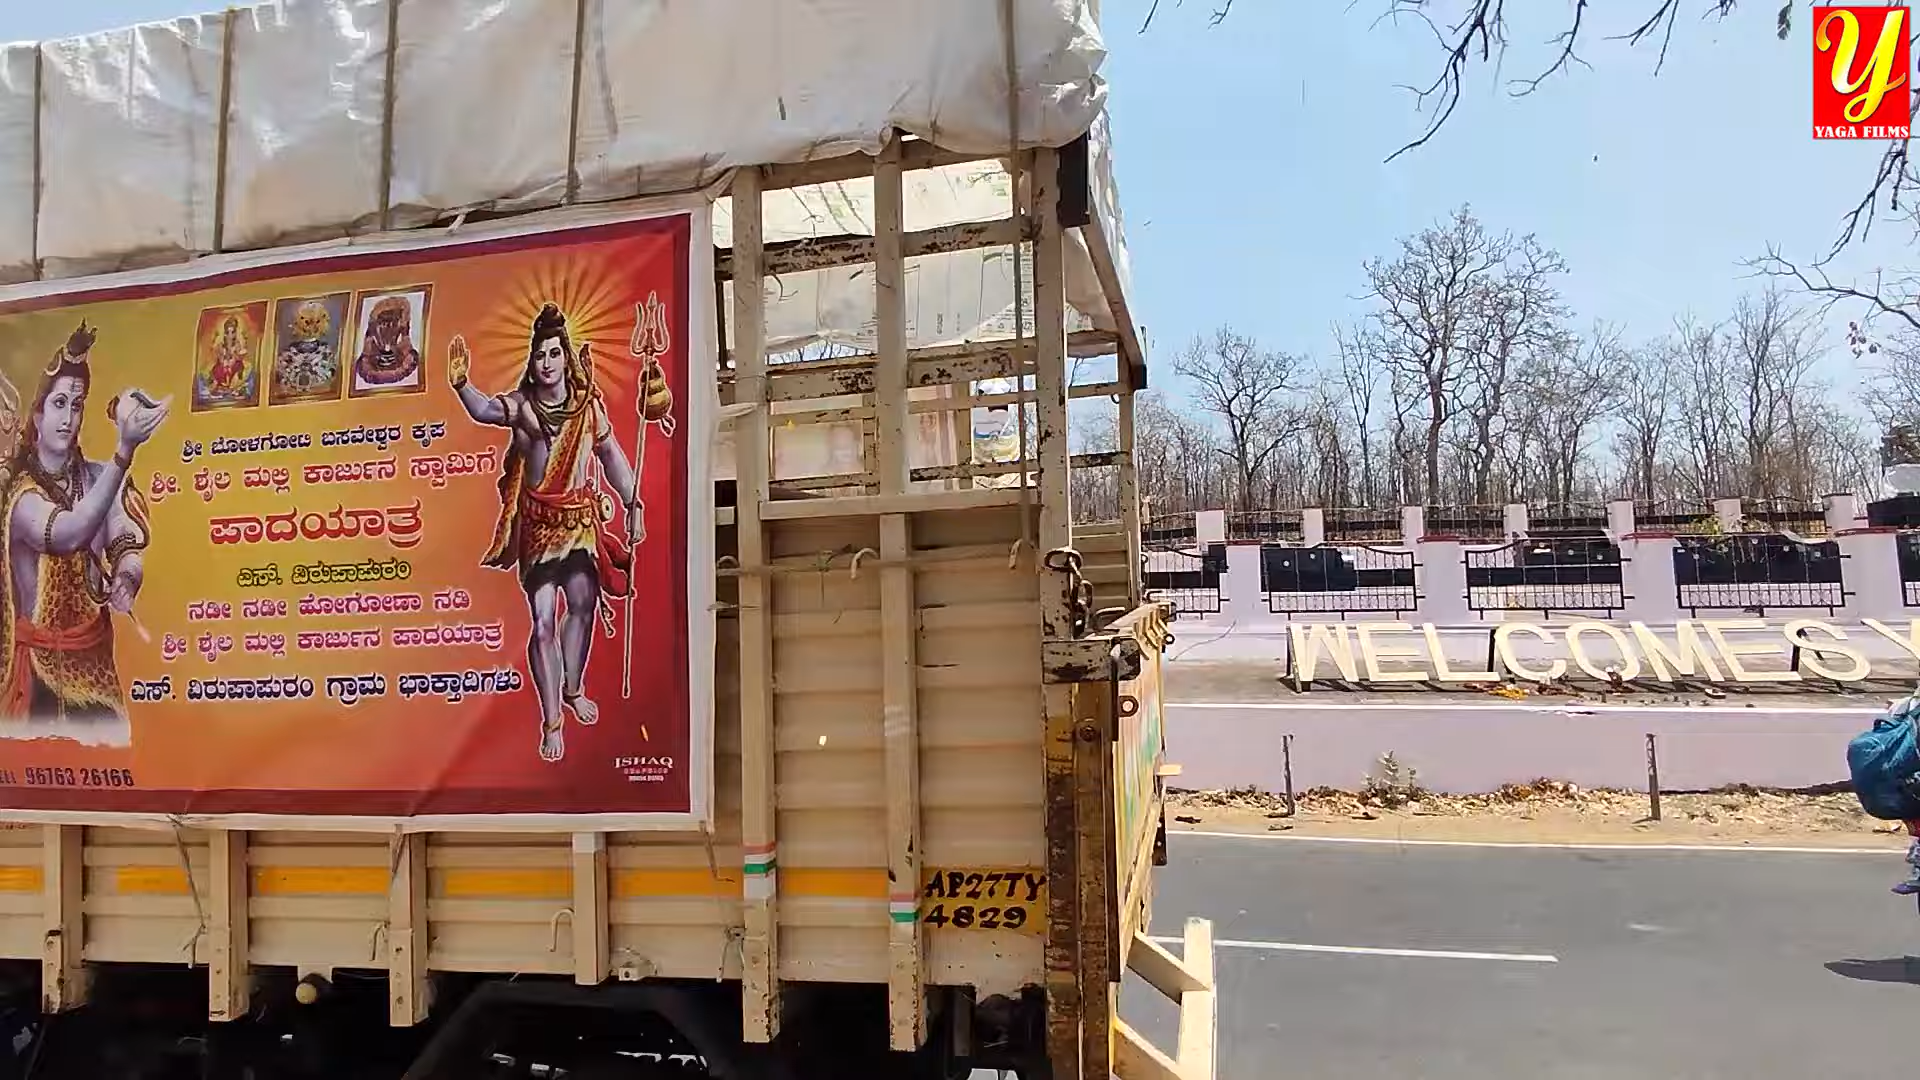 ಶ್ರೀ ಬೋಳಗೋಟಿ ಬಸವೇಶ್ವರ ಕೃಪ
ಶ್ರೀ. ಶೈಲ ಮಲ್ಲಿ ಕಾರ್ಜುನ ಸ್ವಾಮಿಗೆ
ಪಾದಯಾತ್ರ
ಎಸ್. ವಿರುಪಾಪುರಂ
ನಡೀ ನಡೀ ಹೋಗೋಣಾ ನಡಿ
ಶ್ರೀ ಶೈಲ ಮಲ್ಲಿ ಕಾರ್ಜುನ ಪಾದಯಾತ್ರ
ಎಸ್. ವಿರುಪಾಪುರಂ ಗ್ರಾಮ ಭಾಕ್ತಾದಿಗಳು
96763 26166
ISHAQ
AP27TY
4829
WELCOMES Y
Y
YAGA FILMS